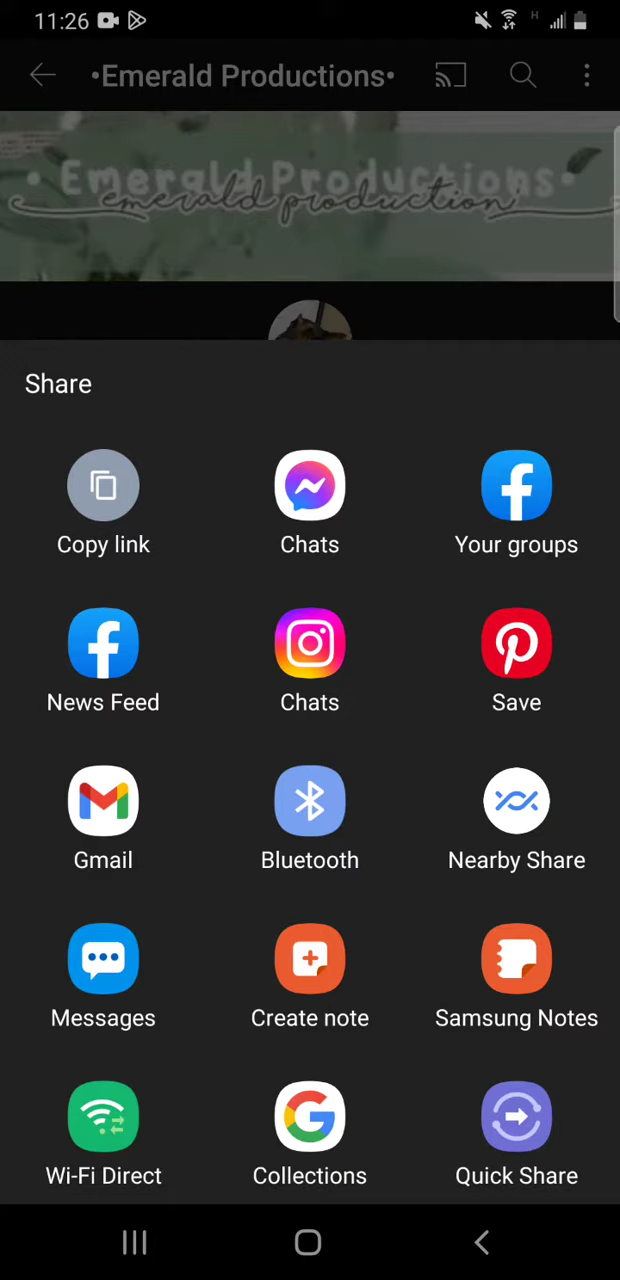 11:26
H
•Emerald Productions•
• Emerald Productions•
emerald production
Share
Copy link
Chats
Your groups
News Feed
Chats
Save
Gmail
Bluetooth
Nearby Share
Messages
Create note
Samsung Notes
Wi-Fi Direct
Collections
Quick Share